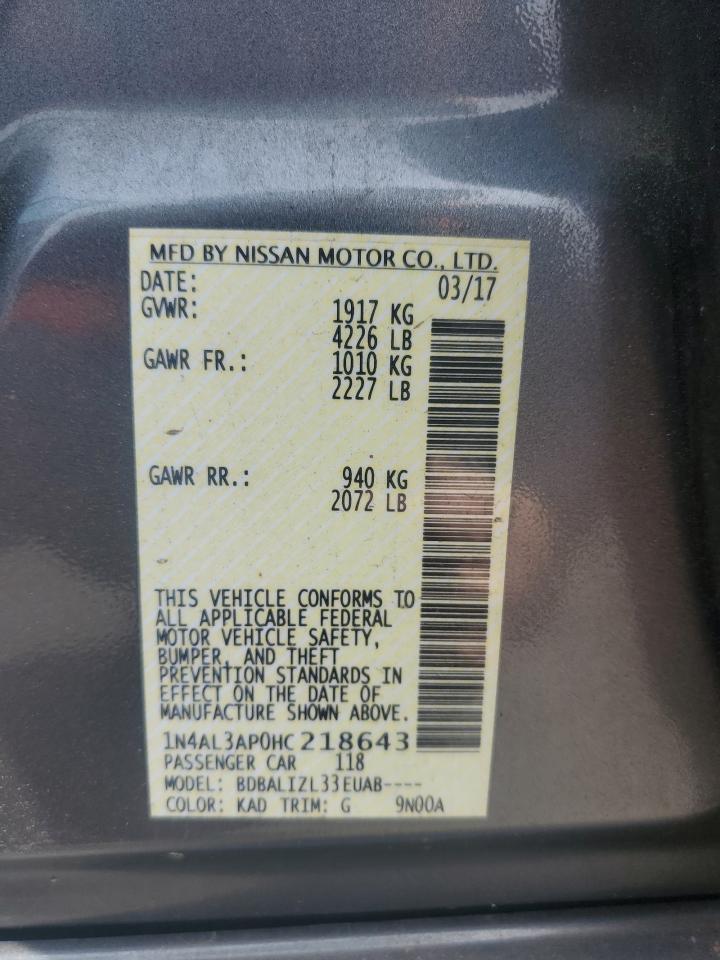 MFD BY NISSAN MOTOR CO., LTD.
DATE: 03/17
GVWR: 1917 KG
4226 LB
GAWR FR.: 1010 KG
2227 LB
GAWR RR.: 940 KG
2072 LB
THIS VEHICLE CONFORMS TO
ALL APPLICABLE FEDERAL
MOTOR VEHICLE SAFETY,
BUMPER, AND THEFT
PREVENTION STANDARDS IN
EFFECT ON THE DATE OF
MANUFACTURE SHOWN ABOVE.
1N4AL3AP0HC218643
PASSENGER CAR 118
MODEL: BDBALIZL33EUAB----
COLOR: KAD TRIM: G 9N00A